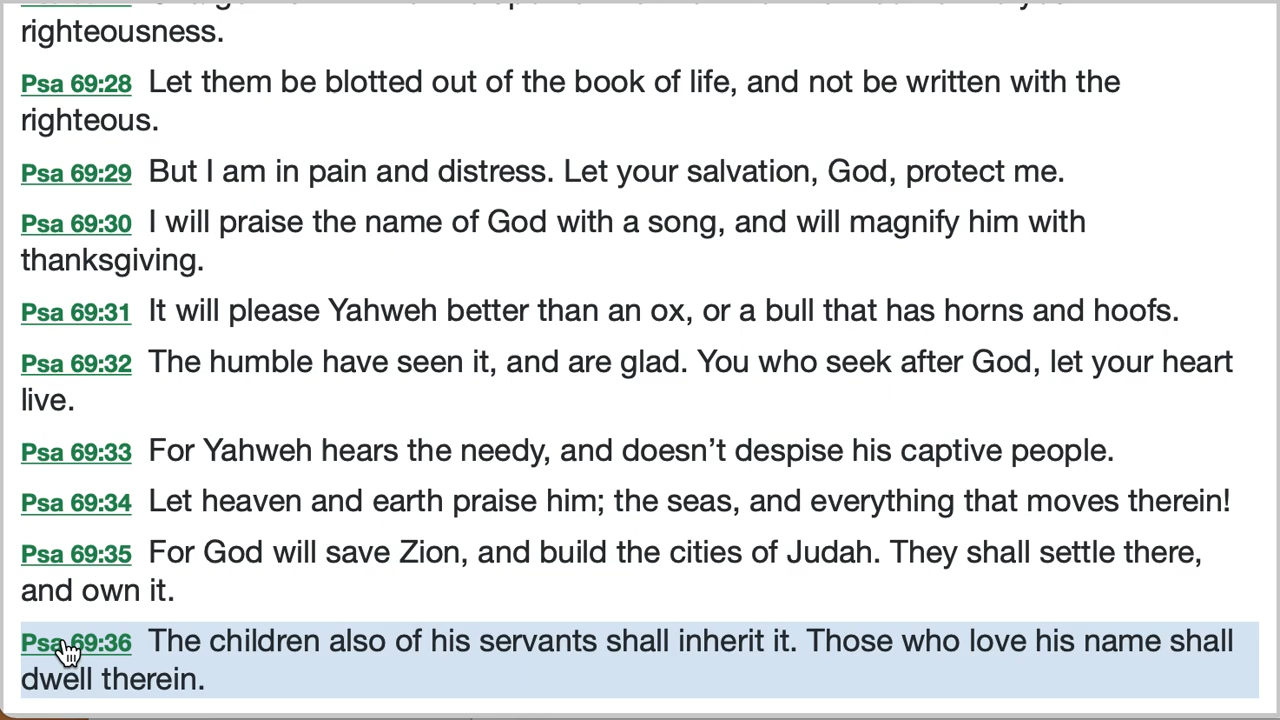 righteousness.
Psa 69:28 Let them be blotted out of the book of life, and not be written with the
righteous.
Psa 69:29 But I am in pain and distress. Let your salvation, God, protect me.
Psa 69:30 I will praise the name of God with a song, and will magnify him with
thanksgiving.
Psa 69:31 It will please Yahweh better than an ox, or a bull that has horns and hoofs.
Psa 69:32 The humble have seen it, and are glad. You who seek after God, let your heart
live.
Psa 69:33 For Yahweh hears the needy, and doesn’t despise his captive people.
Psa 69:34 Let heaven and earth praise him; the seas, and everything that moves therein!
Psa 69:35 For God will save Zion, and build the cities of Judah. They shall settle there,
and own it.
Psa 69:36 The children also of his servants shall inherit it. Those who love his name shall
dwell therein.